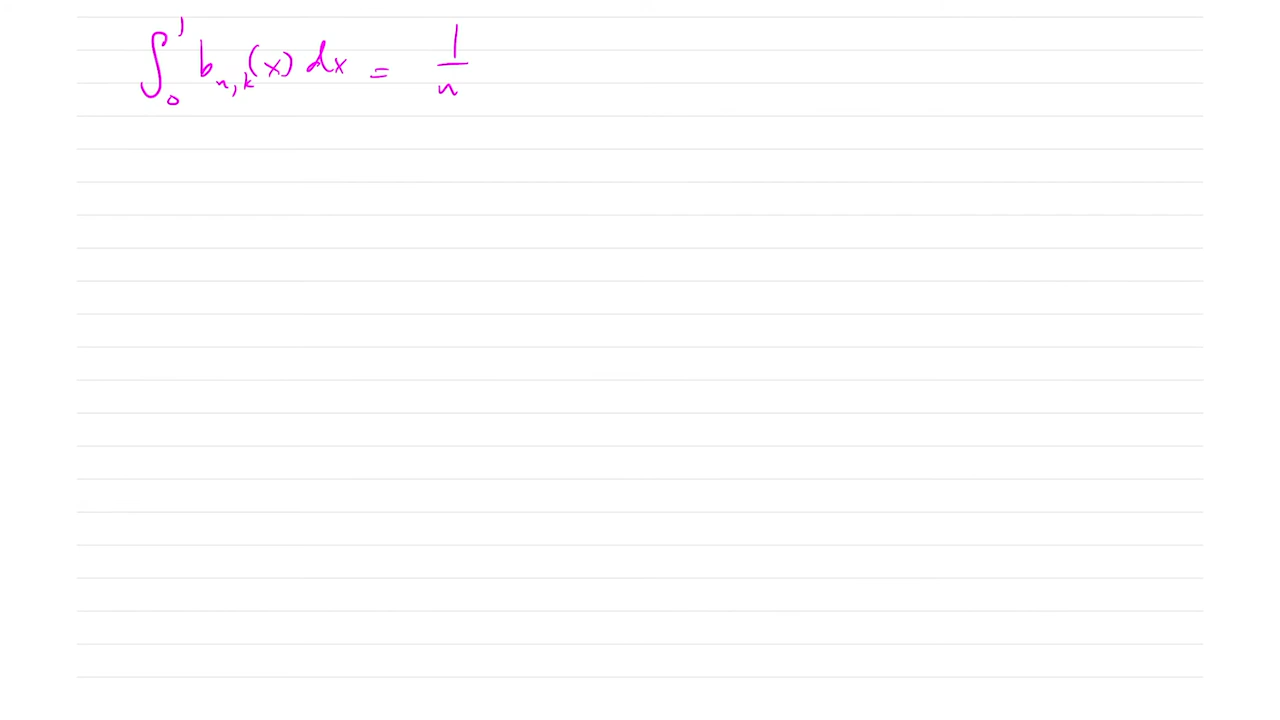 ∫₀¹ b_{n,k}(x) dx = 1/n